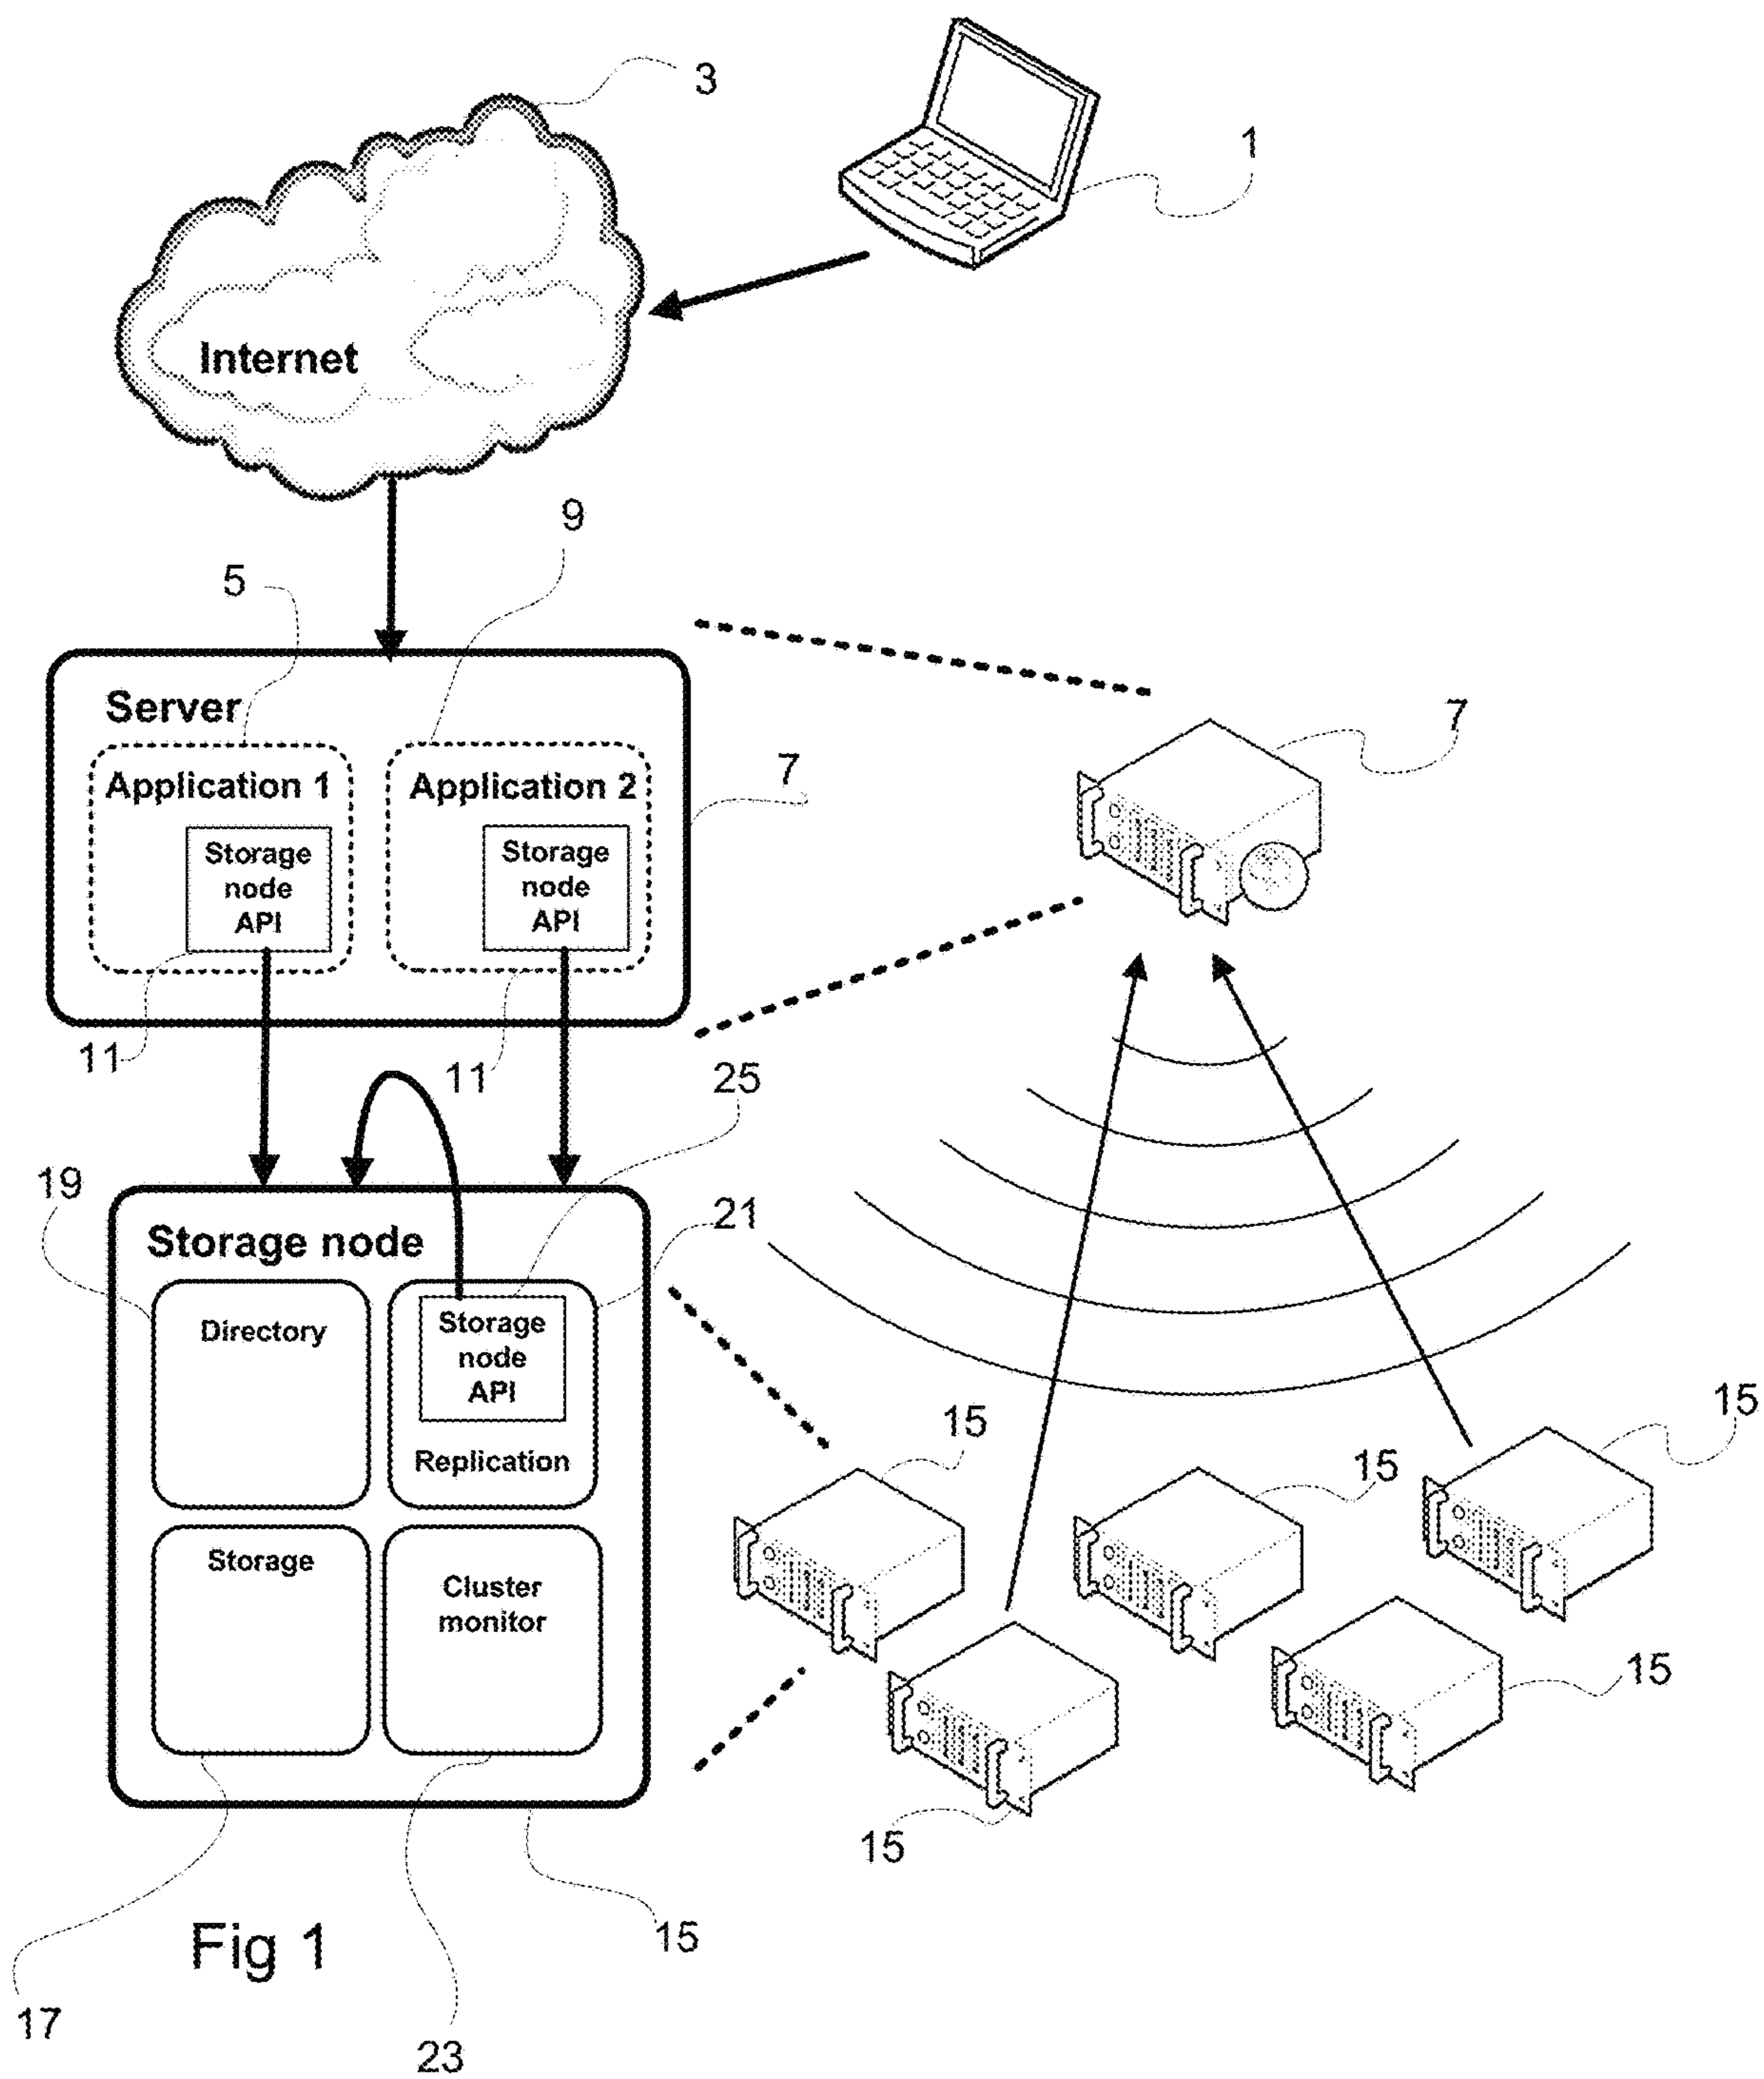 3
1
Internet
9
5
Server
7
7
Application 1
Application 2
Storage
node
API
Storage
node
API
11
11
25
19
21
Storage node
Directory
Storage
node
API
Replication
15
15
15
Storage
Cluster
monitor
15
15
15
Fig 1
17
23